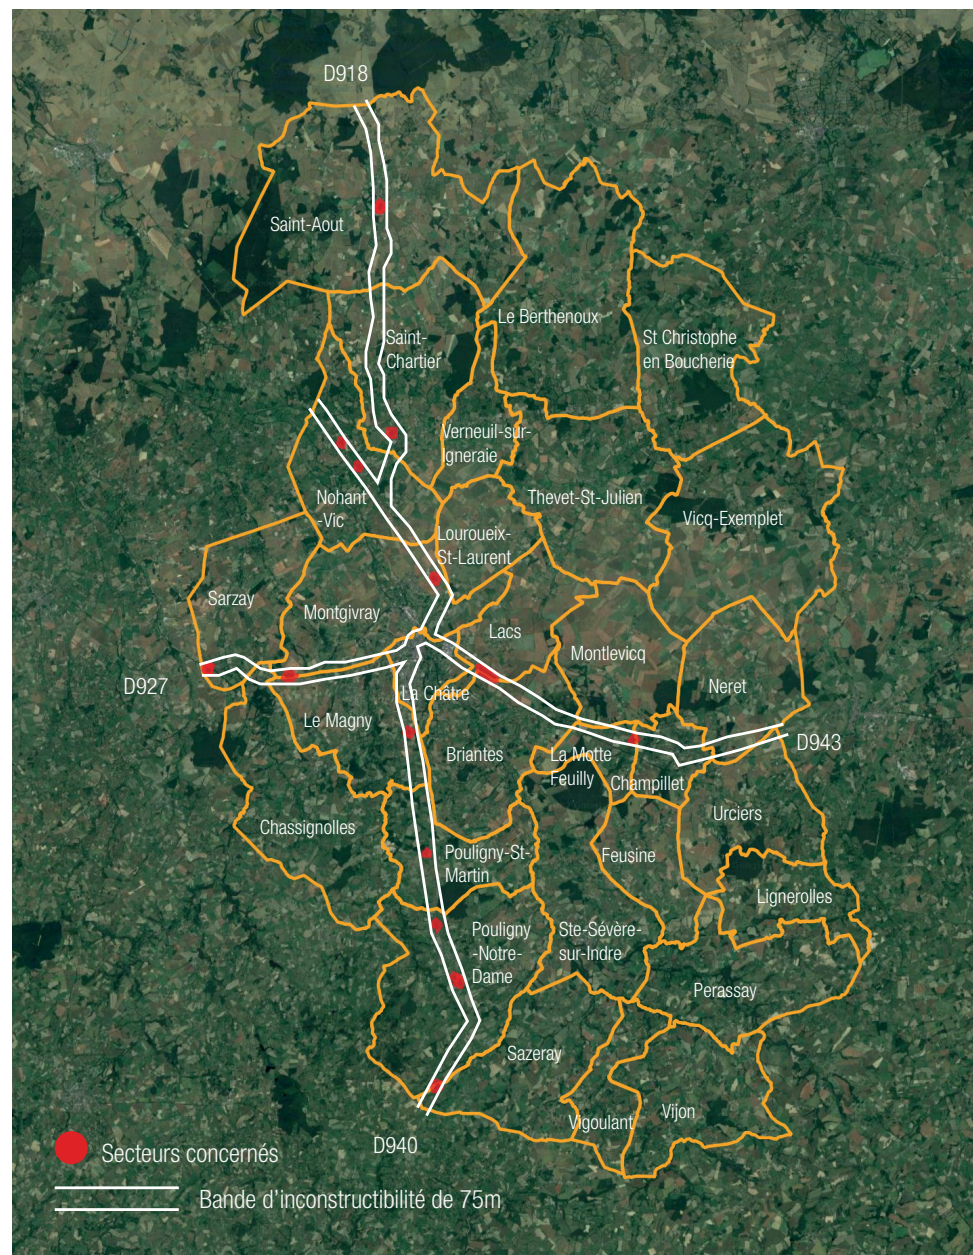 D918
Saint-Aout
Le Berthenoux
Saint-
Chartier
St Christophe
en Boucherie
Verneuil-sur-
Igneraie
Nohant
-Vic
Thevet-St-Julien
Vicq-Exemplet
Louroueix-
St-Laurent
Sarzay
Montgivray
Lacs
Montlevicq
D927
La Châtre
Neret
Le Magny
D943
Briantes
La Motte
Feuilly
Champillet
Urciers
Chassignolles
Pouligny-St-
Martin
Feusine
Lignerolles
Pouligny
-Notre-
Dame
Ste-Sévère-
sur-Indre
Perassay
Sazeray
Vigoulant
Vijon
D940
Secteurs concernés
Bande d'inconstructibilité de 75m